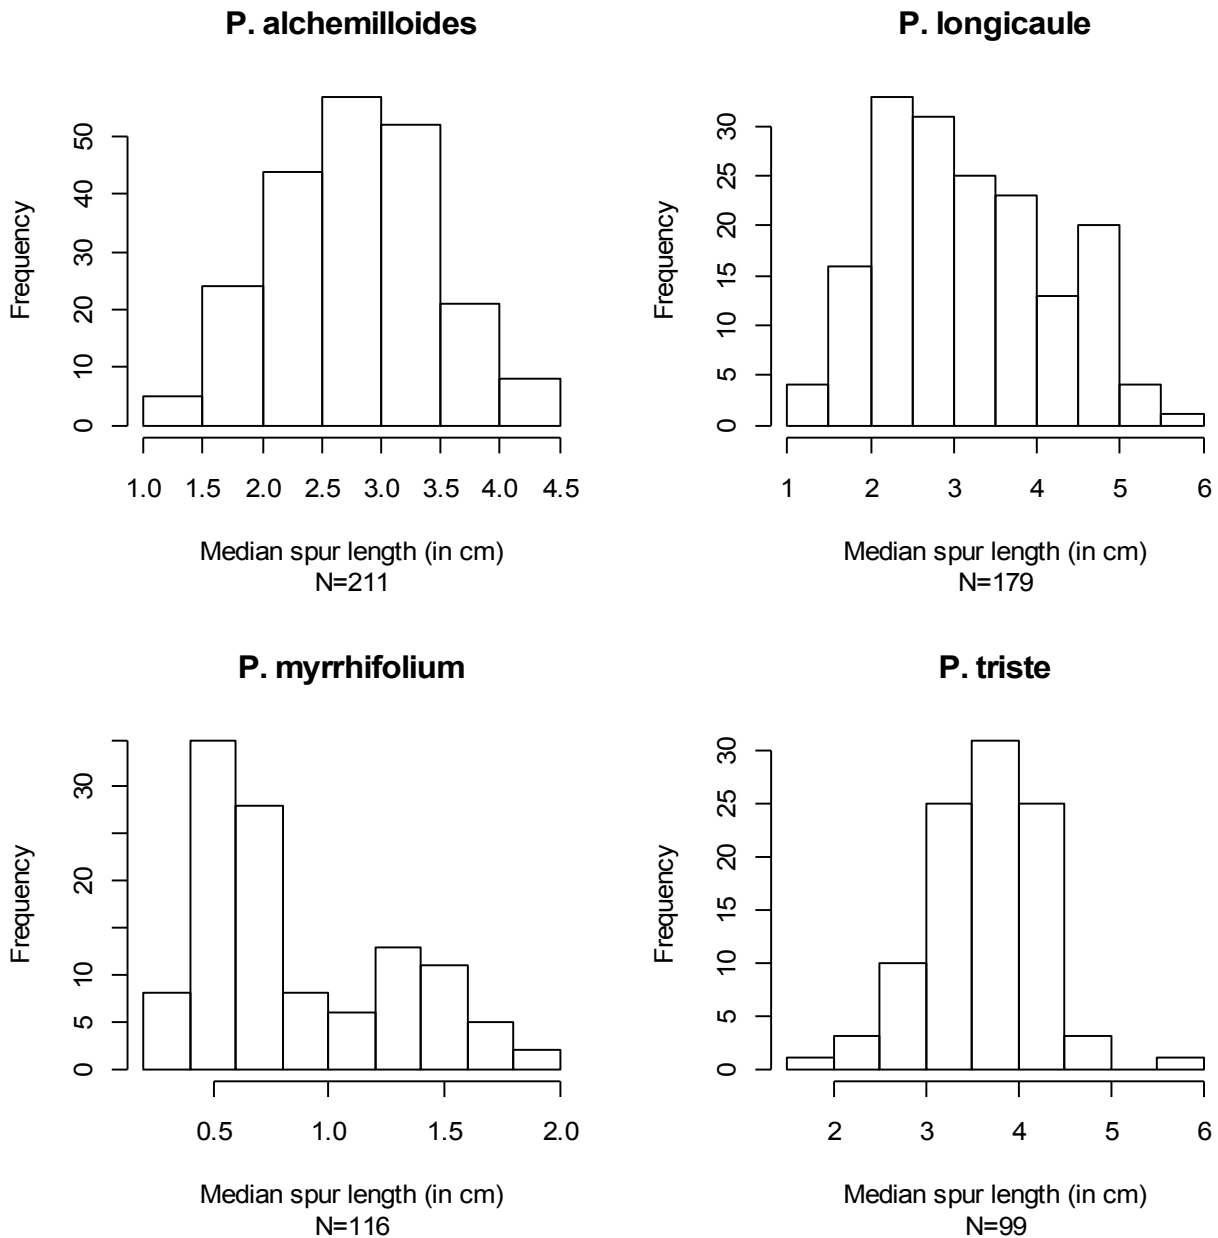 P. alchemilloides
Frequency
0 10 20 30 40 50
1.0 1.5 2.0 2.5 3.0 3.5 4.0 4.5
Median spur length (in cm)
N=211
P. longicaule
Frequency
0 5 10 15 20 25 30
1 2 3 4 5 6
Median spur length (in cm)
N=179
P. myrrhifolium
Frequency
0 5 10 20 30
0.5 1.0 1.5 2.0
Median spur length (in cm)
N=116
P. triste
Frequency
0 5 10 15 20 25 30
2 3 4 5 6
Median spur length (in cm)
N=99